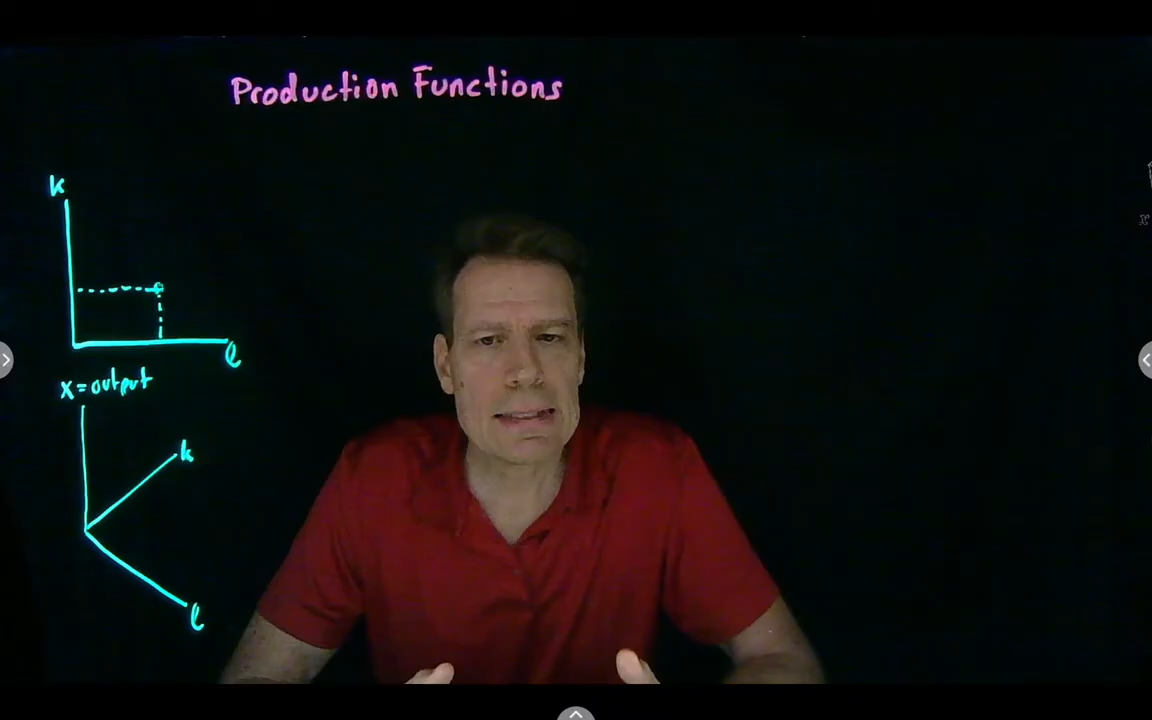 Production Functions
k
l
x = output
k
l
x